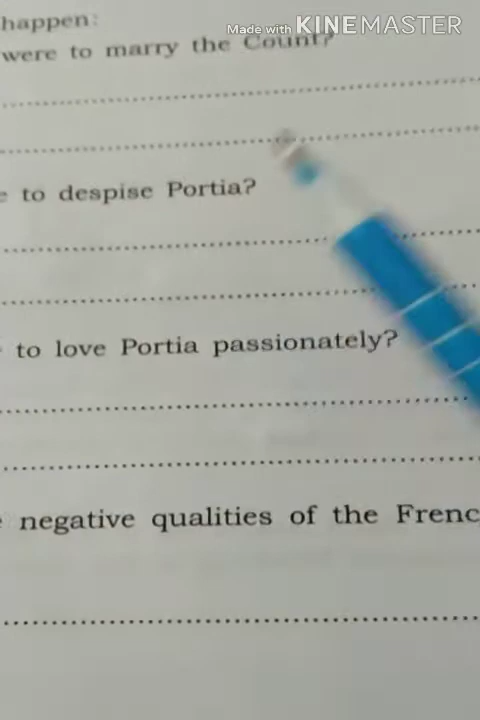 happen:
Made with KINEMASTER
were to marry the Count?
to despise Portia?
to love Portia passionately?
negative qualities of the Frenc